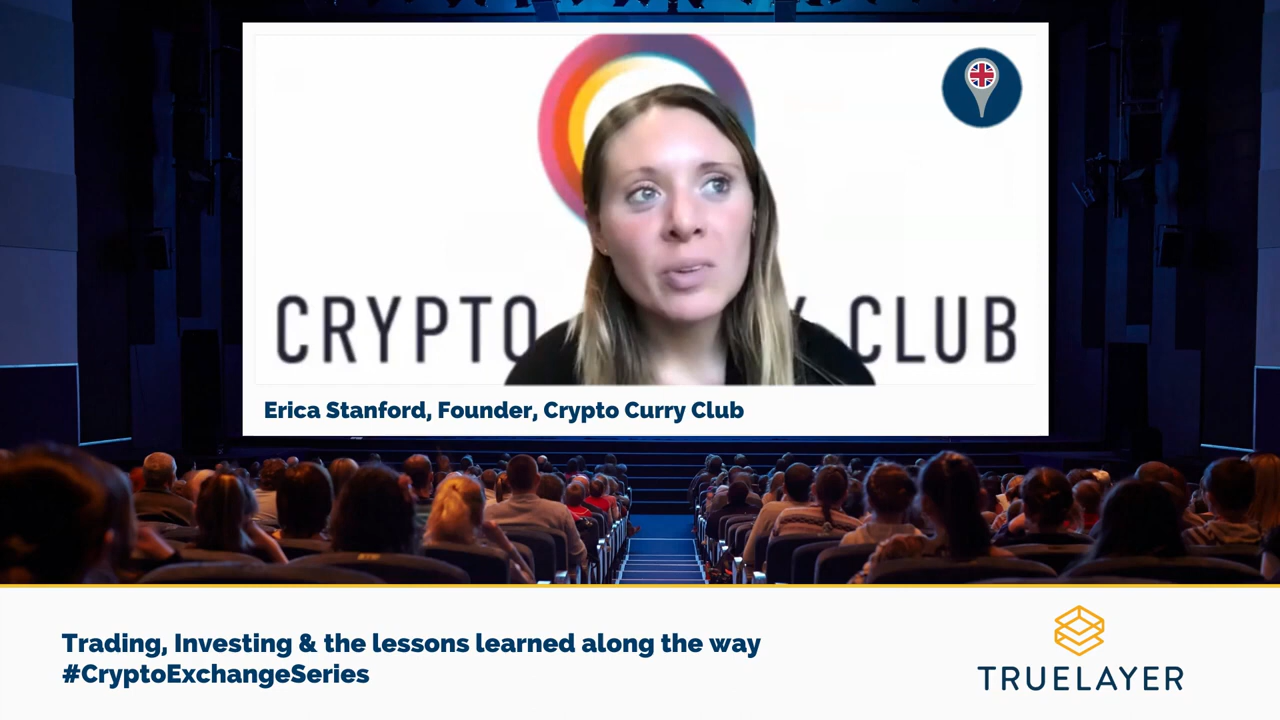 CRYPTO CLUB
Erica Stanford, Founder, Crypto Curry Club
Trading, Investing & the lessons learned along the way
#CryptoExchangeSeries
TRUELAYER